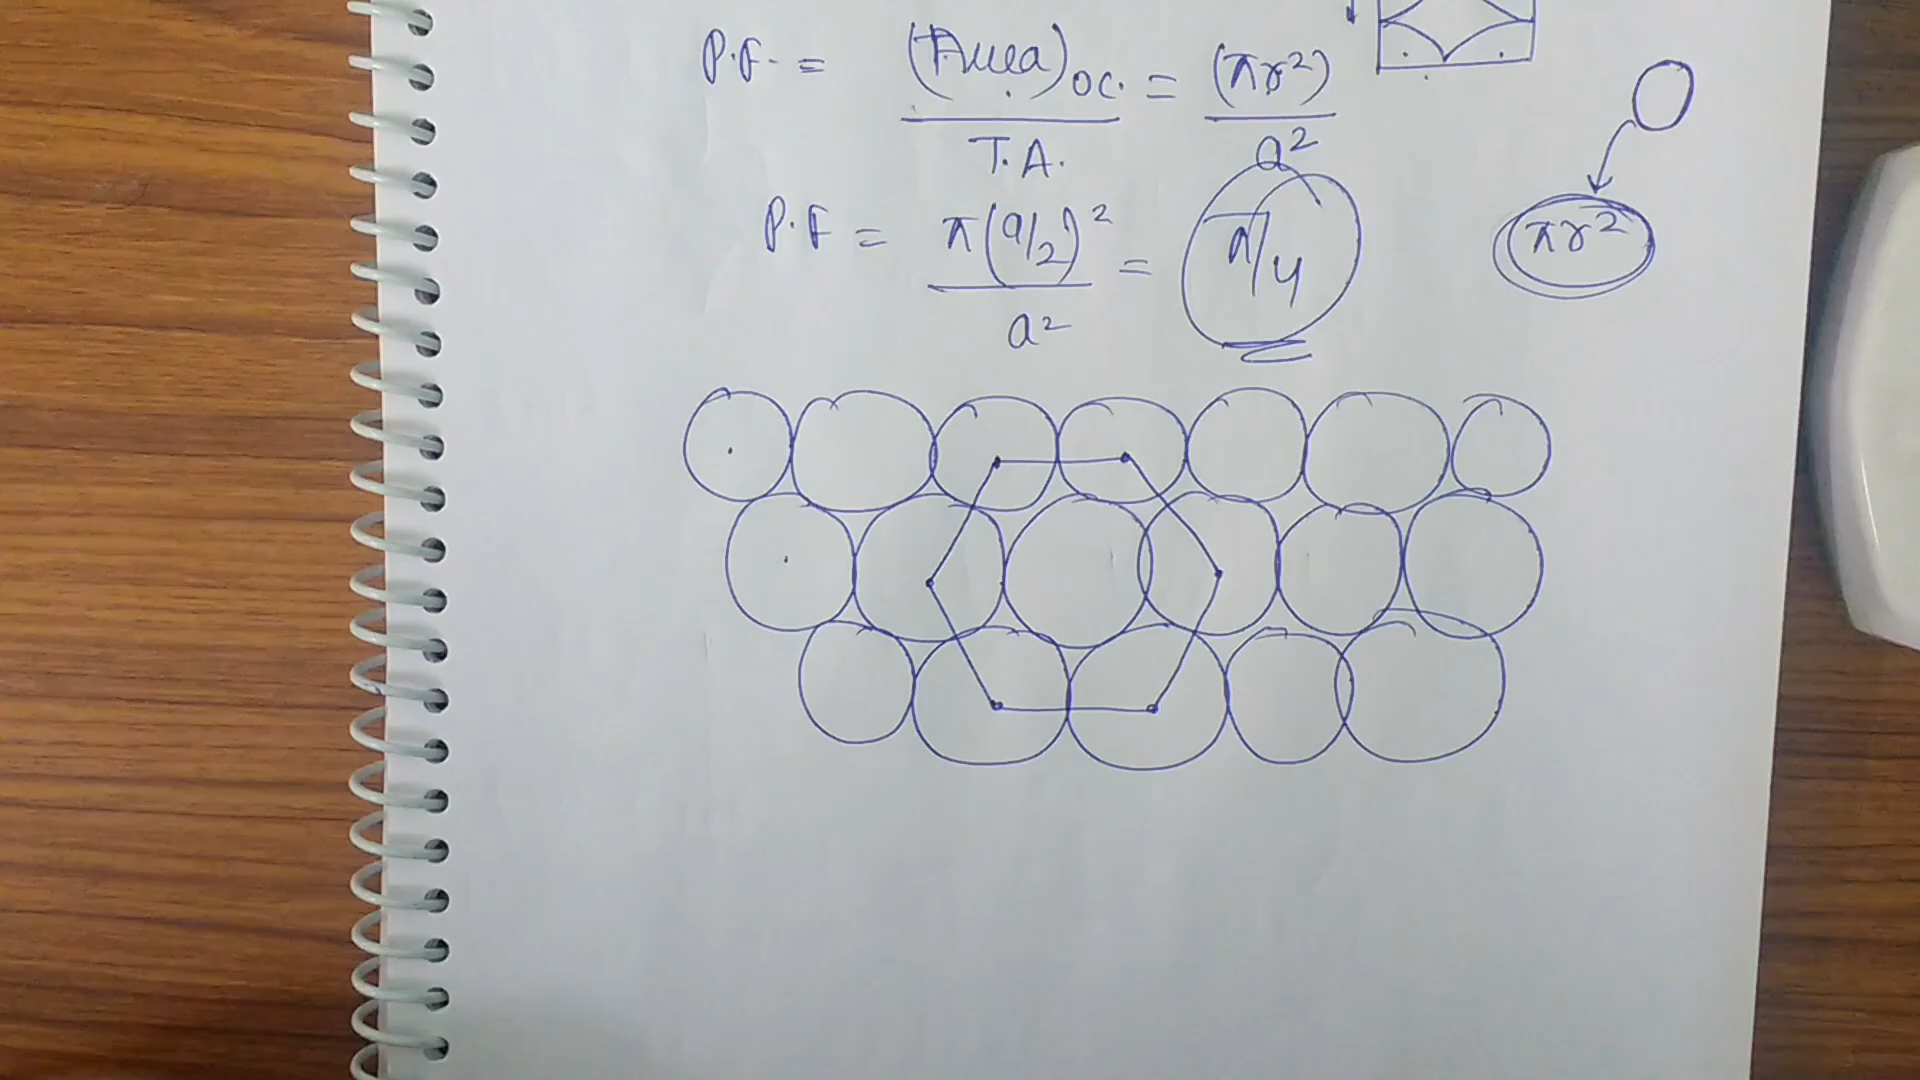 P.F. = (Area)OC. / T.A. = (πr²) / a²
πr²
P.F = π(a/2)² / a² = π/4